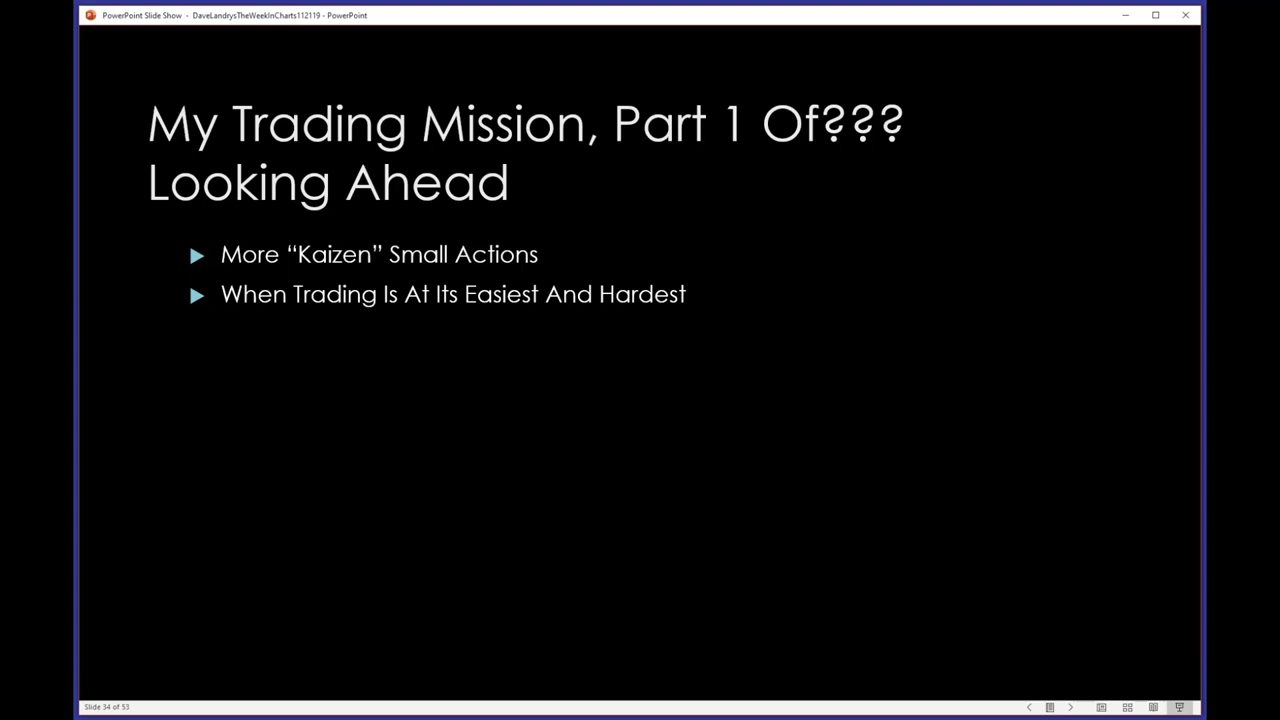 PowerPoint Slide Show - DaveLandrysTheWeekInCharts112119 - PowerPoint
My Trading Mission, Part 1 Of???
Looking Ahead
More “Kaizen” Small Actions
When Trading Is At Its Easiest And Hardest
Slide 34 of 53